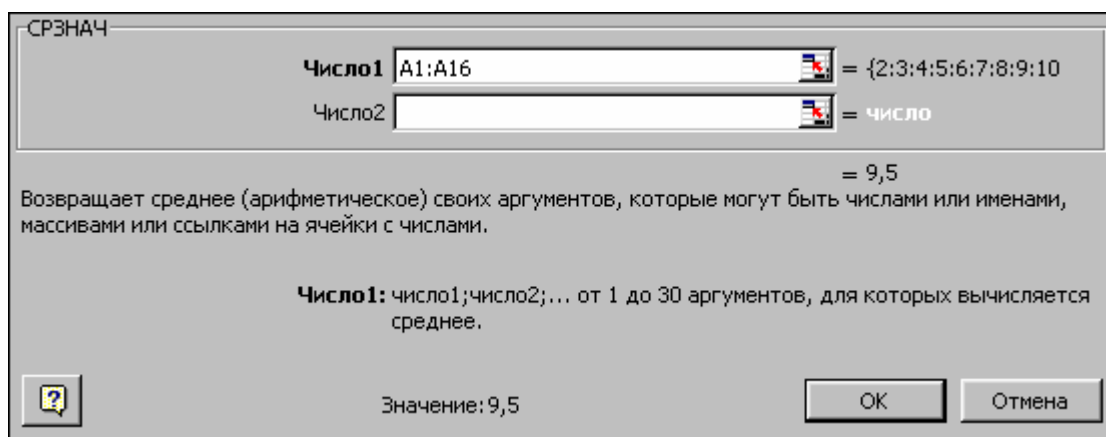 СРЗНАЧ
Число1 A1:A16 = {2:3:4:5:6:7:8:9:10
Число2 = число
= 9,5
Возвращает среднее (арифметическое) своих аргументов, которые могут быть числами или именами,
массивами или ссылками на ячейки с числами.
Число1: число1;число2;... от 1 до 30 аргументов, для которых вычисляется
среднее.
? Значение:9,5 OK Отмена